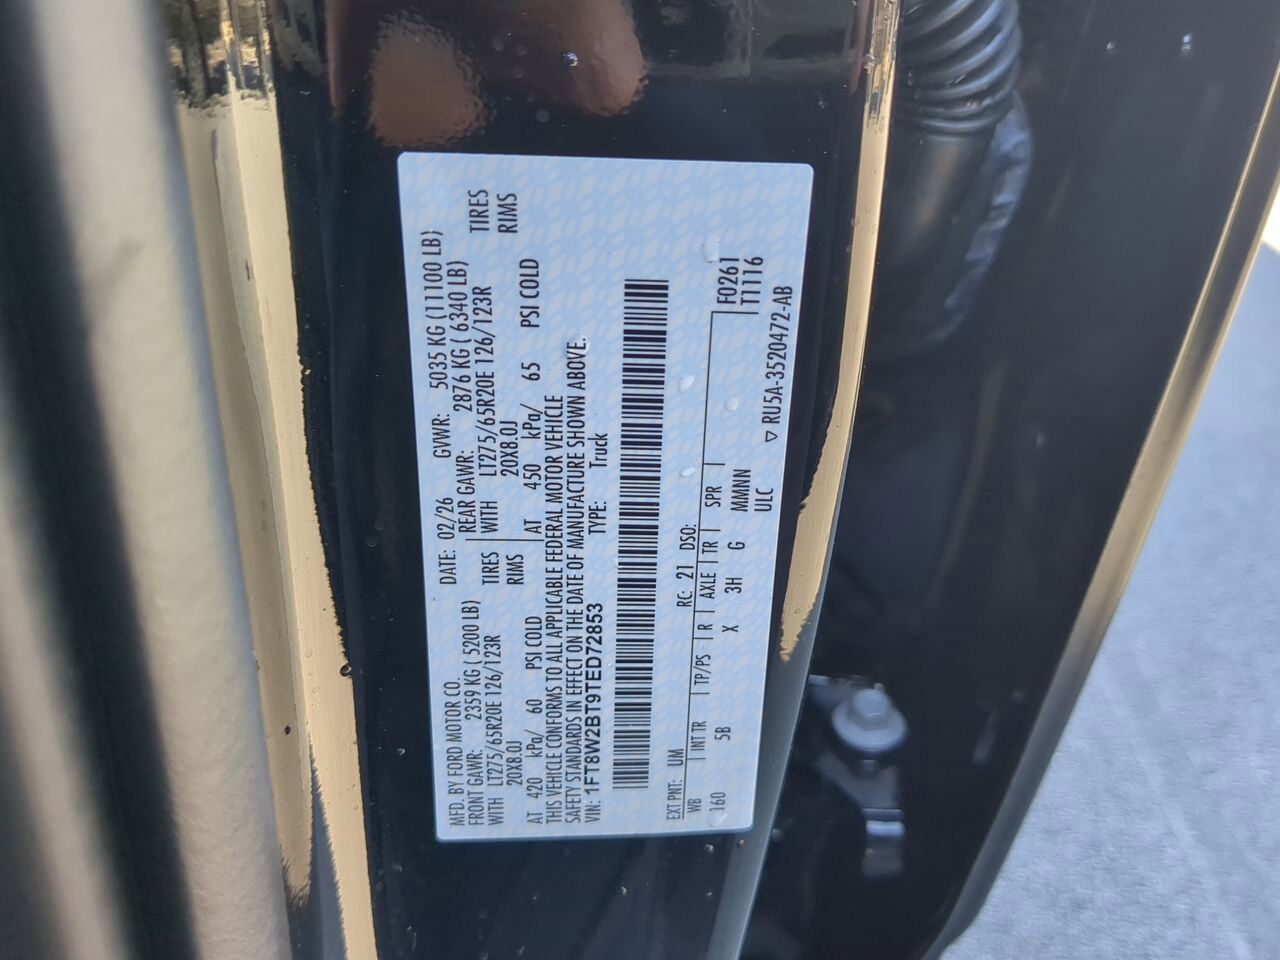 MFD. BY FORD MOTOR CO. DATE: 02/26 GVWR: 5035 KG (11100 LB)
FRONT GAWR: 2359 KG ( 5200 LB) REAR GAWR: 2876 KG ( 6340 LB)
WITH LT275/65R20E 126/123R TIRES WITH LT275/65R20E 126/123R TIRES
20X8.0J RIMS 20X8.0J RIMS
AT 420 kPa/ 60 PSI COLD AT 450 kPa/ 65 PSI COLD
THIS VEHICLE CONFORMS TO ALL APPLICABLE FEDERAL MOTOR VEHICLE
SAFETY STANDARDS IN EFFECT ON THE DATE OF MANUFACTURE SHOWN ABOVE.
VIN: 1FT8W2BT9TED72853 TYPE: Truck
EXT PNT: UM RC: 21 DSO:
WB INT TR TP/PS R AXLE TR SPR F0261
160 5B X 3H G MMNN T1116
ULC
▽ RU5A-3520472-AB